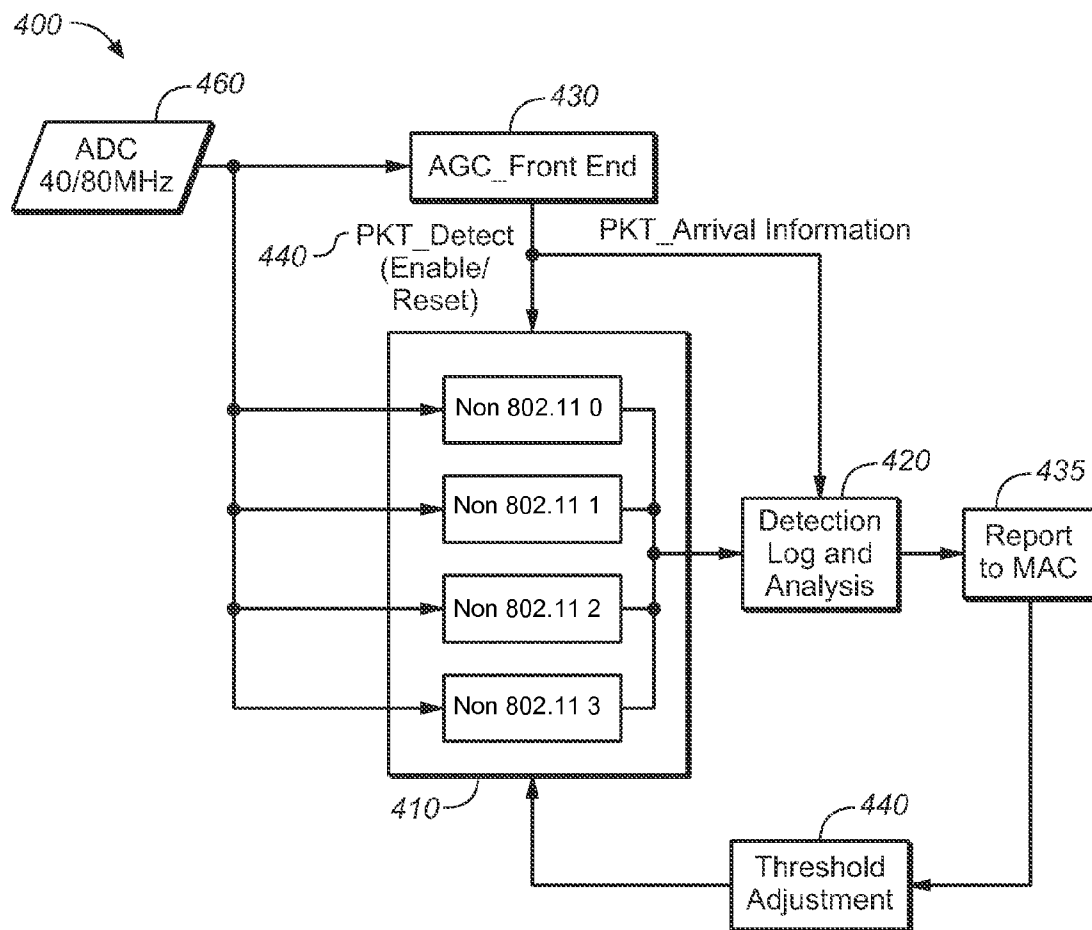 400
460
ADC
40/80MHz
430
AGC_Front End
440
PKT_Detect
(Enable/
Reset)
PKT_Arrival Information
Non 802.11 0
Non 802.11 1
Non 802.11 2
Non 802.11 3
410
420
Detection
Log and
Analysis
435
Report
to MAC
440
Threshold
Adjustment